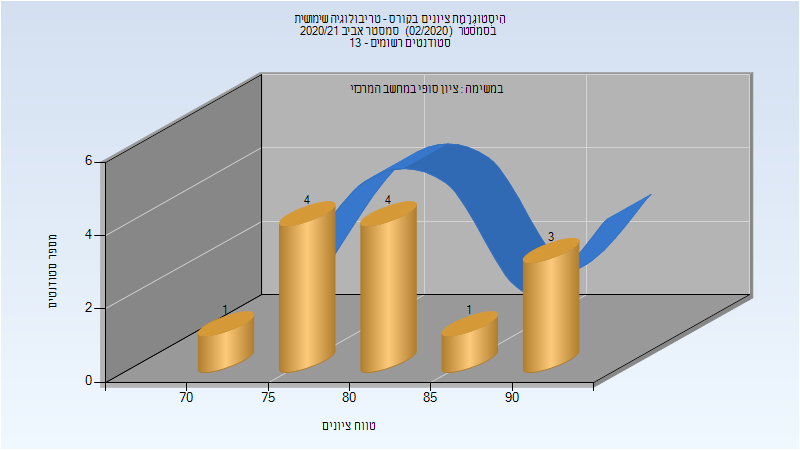 היסטוגרמת ציונים בקורס - טריבולוגיה שימושית
בסמסטר (02/2020) סמסטר אביב 2020/21
סטודנטים רשומים - 13
במשימה : ציון סופי במחשב המרכזי
6
4
2
0
מספר סטודנטים
1
4
4
1
3
70
75
80
85
90
טווח ציונים